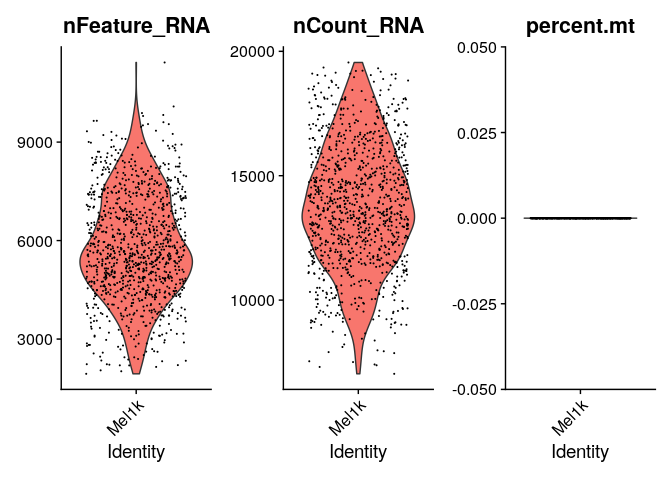 nFeature_RNA
9000
6000
3000
Mel1k
Identity
nCount_RNA
20000
15000
10000
Mel1k
Identity
percent.mt
0.050
0.025
0.000
-0.025
-0.050
Mel1k
Identity